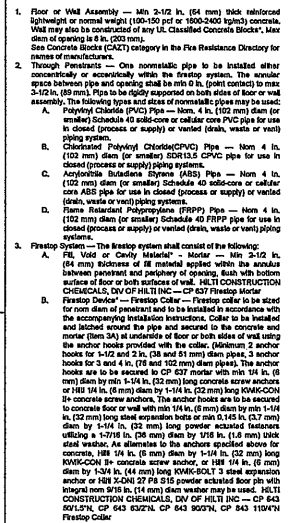 1. Floor or Wall Assembly — Min 2-1/2 in. (64 mm) thick reinforced
lightweight or normal weight (100-150 pcf or 1600-2400 kg/m3) concrete.
Wall may also be constructed of any UL Classified Concrete Blocks*. Max
diam of opening is 8 in. (203 mm).
See Concrete Blocks (CAZT) category in the Fire Resistance Directory for
names of manufacturers.
2. Through Penetrants — One nonmetallic pipe to be installed either
concentrically or eccentrically within the firestop system. The annular
space between pipe and opening shall be min 0 in. (point contact) to max
3-1/2 in. (89 mm). Pipe to be rigidly supported on both sides of floor or wall
assembly. The following types and sizes of nonmetallic pipes may be used:
A. Polyvinyl Chloride (PVC) Pipe — Nom. 4 in. (102 mm) diam (or
smaller) Schedule 40 solid-core or cellular core PVC pipe for use
in closed (process or supply) or vented (drain, waste or vent)
piping system.
B. Chlorinated Polyvinyl Chloride(CPVC) Pipe — Nom 4 in.
(102 mm) diam (or smaller) SDR13.5 CPVC pipe for use in
closed (process or supply) piping systems.
C. Acrylonitrile Butadiene Styrene (ABS) Pipe — Nom 4 in.
(102 mm) diam (or smaller) Schedule 40 solid-core or cellular
core ABS pipe for use in closed (process or supply) or vented
(drain, waste or vent) piping systems.
D. Flame Retardant Polypropylene (FRPP) Pipe — Nom 4 in.
(102 mm) diam (or smaller) Schedule 40 FRPP pipe for use in
closed (process or supply) or vented (drain, waste or vent) piping
systems.
3. Firestop System — The firestop system shall consist of the following:
A. Fill, Void or Cavity Material* - Mortar — Min 2-1/2 in.
(64 mm) thickness of fill material applied within the annulus
between penetrant and periphery of opening, flush with bottom
surface of floor or both surfaces of wall. HILTI CONSTRUCTION
CHEMICALS, DIV OF HILTI INC — CP 637 Firestop Mortar
B. Firestop Device* - Firestop Collar — Firestop collar to be sized
for nom diam of penetrant and to be installed in accordance with
the accompanying installation instructions. Collar to be installed
and latched around the pipe and secured to the concrete and
mortar (Item 3A) at underside of floor or both sides of wall using
the anchor hooks provided with the collar. (Minimum 2 anchor
hooks for 1-1/2 and 2 in. (38 and 51 mm) diam pipes, 3 anchor
hooks for 3 and 4 in. (76 and 102 mm) diam pipes). The anchor
hooks are to be secured to CP 637 mortar with min 1/4 in. (6
mm) diam by min 1-1/4 in. (32 mm) long concrete screw anchors
or Hilti 1/4 in. (6 mm) diam by 1-1/4 in. (32 mm) long KWIK-CON
II+ concrete screw anchors. The anchor hooks are to be secured
to concrete floor or wall with min 1/4 in. (6 mm) diam by min 1-1/4
in. (32 mm) long steel expansion bolts or min 0.145 in. (3.7 mm)
diam by 1-1/4 in. (32 mm) long powder actuated fasteners
utilizing a 1-7/16 in. (36 mm) diam by 1/16 in. (1.6 mm) thick
steel washer. As alternates to the anchors specified above for
concrete, Hilti 1/4 in. (6 mm) diam by 1-1/4 in. (32 mm) long
KWIK-CON II+ concrete screw anchor, or Hilti 1/4 in. (6 mm)
diam by 1-3/4 in. (44 mm) long KWIK-BOLT 3 steel expansion
anchor or Hilti X-DNI 27 P8 S15 powder actuated floor pin with
integral nom 9/16 in. (14 mm) diam washer may be used. HILTI
CONSTRUCTION CHEMICALS, DIV OF HILTI INC — CP 643
50/1.5"N, CP 643 63/2"N, CP 643 90/3"N, CP 643 110/4"N
Firestop Collar